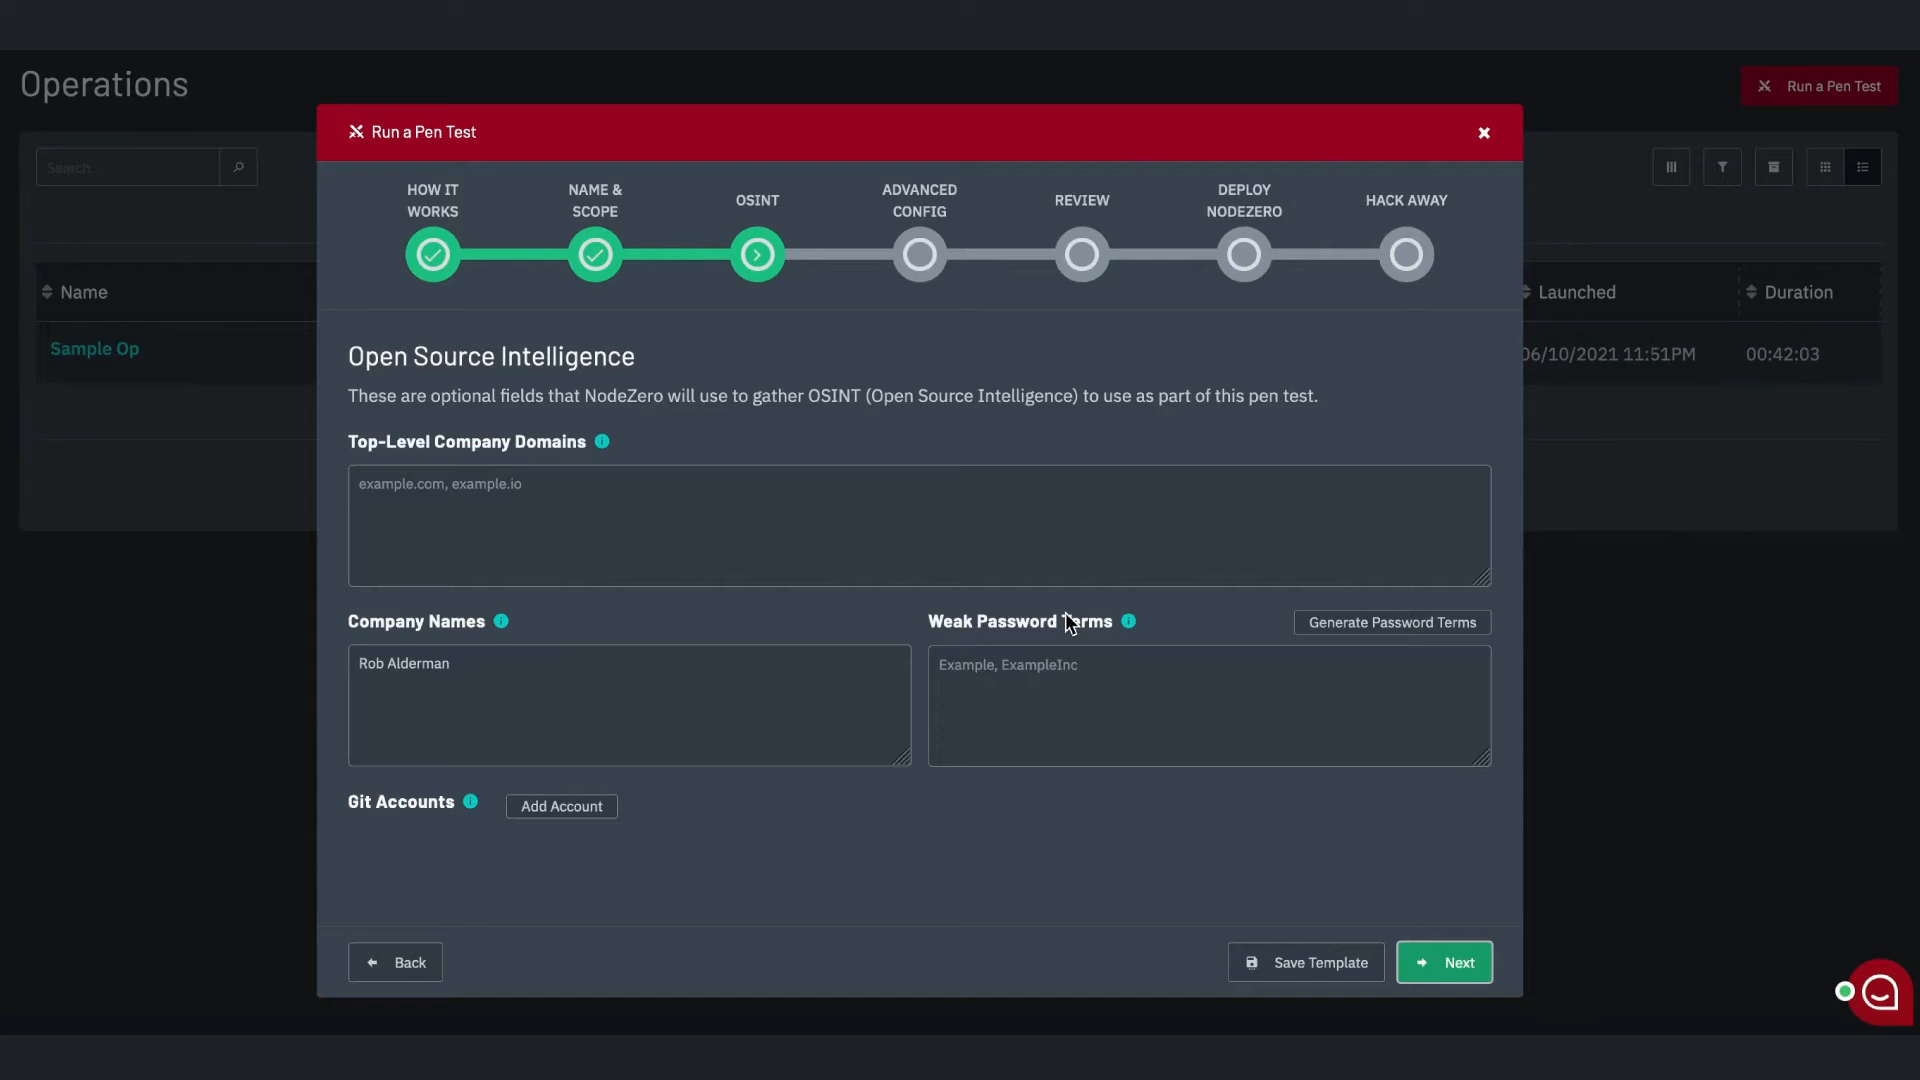 Operations
Run a Pen Test
Search...
Name
Launched
Duration
Sample Op
06/10/2021 11:51PM
00:42:03
Run a Pen Test
HOW IT WORKS
NAME & SCOPE
OSINT
ADVANCED CONFIG
REVIEW
DEPLOY NODEZERO
HACK AWAY
Open Source Intelligence
These are optional fields that NodeZero will use to gather OSINT (Open Source Intelligence) to use as part of this pen test.
Top-Level Company Domains
example.com, example.io
Company Names
Rob Alderman
Weak Password Terms
Generate Password Terms
Example, ExampleInc
Git Accounts
Add Account
Back
Save Template
Next